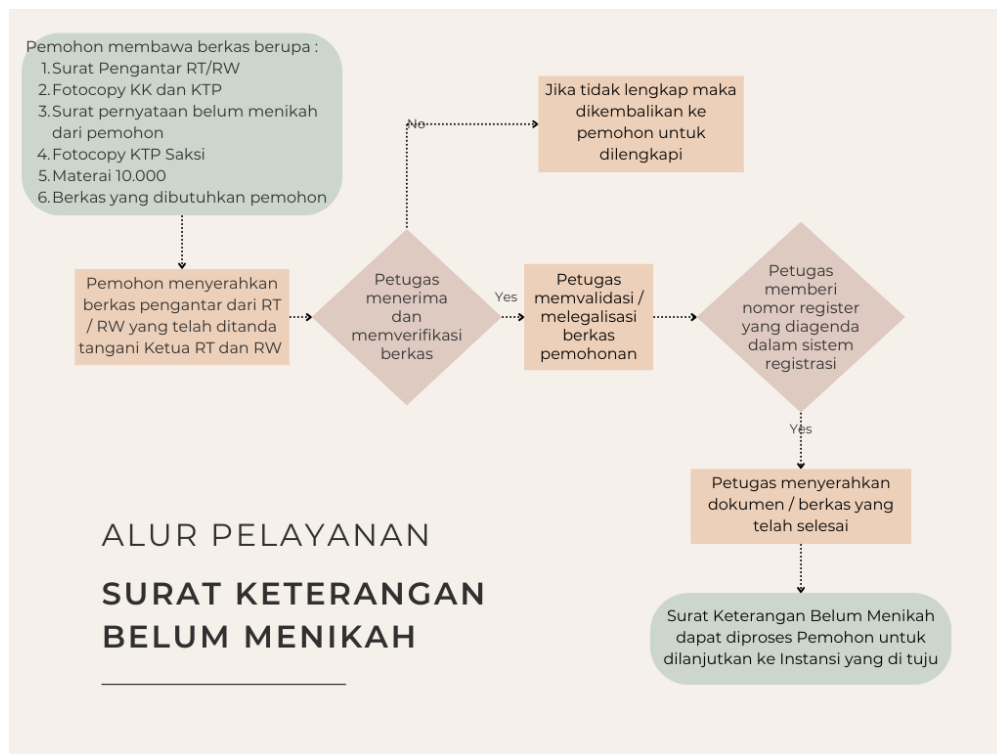 Pemohon membawa berkas berupa :
1. Surat Pengantar RT/RW
2. Fotocopy KK dan KTP
3. Surat pernyataan belum menikah
dari pemohon
4. Fotocopy KTP Saksi
5. Materai 10.000
6. Berkas yang dibutuhkan pemohon
Pemohon menyerahkan
berkas pengantar dari RT
/ RW yang telah ditanda
tangani Ketua RT dan RW
Petugas
menerima
dan
memverifikasi
berkas
No
Jika tidak lengkap maka
dikembalikan ke
pemohon untuk
dilengkapi
Yes
Petugas
memvalidasi /
melegalisasi
berkas
pemohonan
Petugas
memberi
nomor register
yang diagenda
dalam sistem
registrasi
Yes
Petugas menyerahkan
dokumen / berkas yang
telah selesai
Surat Keterangan Belum Menikah
dapat diproses Pemohon untuk
dilanjutkan ke Instansi yang di tuju
ALUR PELAYANAN
SURAT KETERANGAN
BELUM MENIKAH